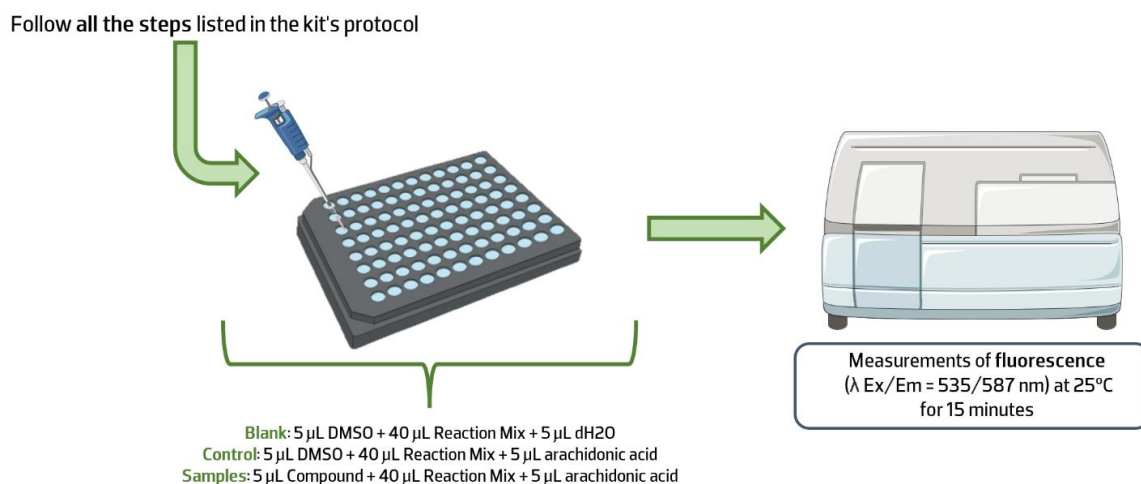 Follow all the steps listed in the kit's protocol
Blank: 5 µL DMSO + 40 µL Reaction Mix + 5 µL dH2O
Control: 5 µL DMSO + 40 µL Reaction Mix + 5 µL arachidonic acid
Samples: 5 µL Compound + 40 µL Reaction Mix + 5 µL arachidonic acid
Measurements of fluorescence
(λ Ex/Em = 535/587 nm) at 25ºC
for 15 minutes